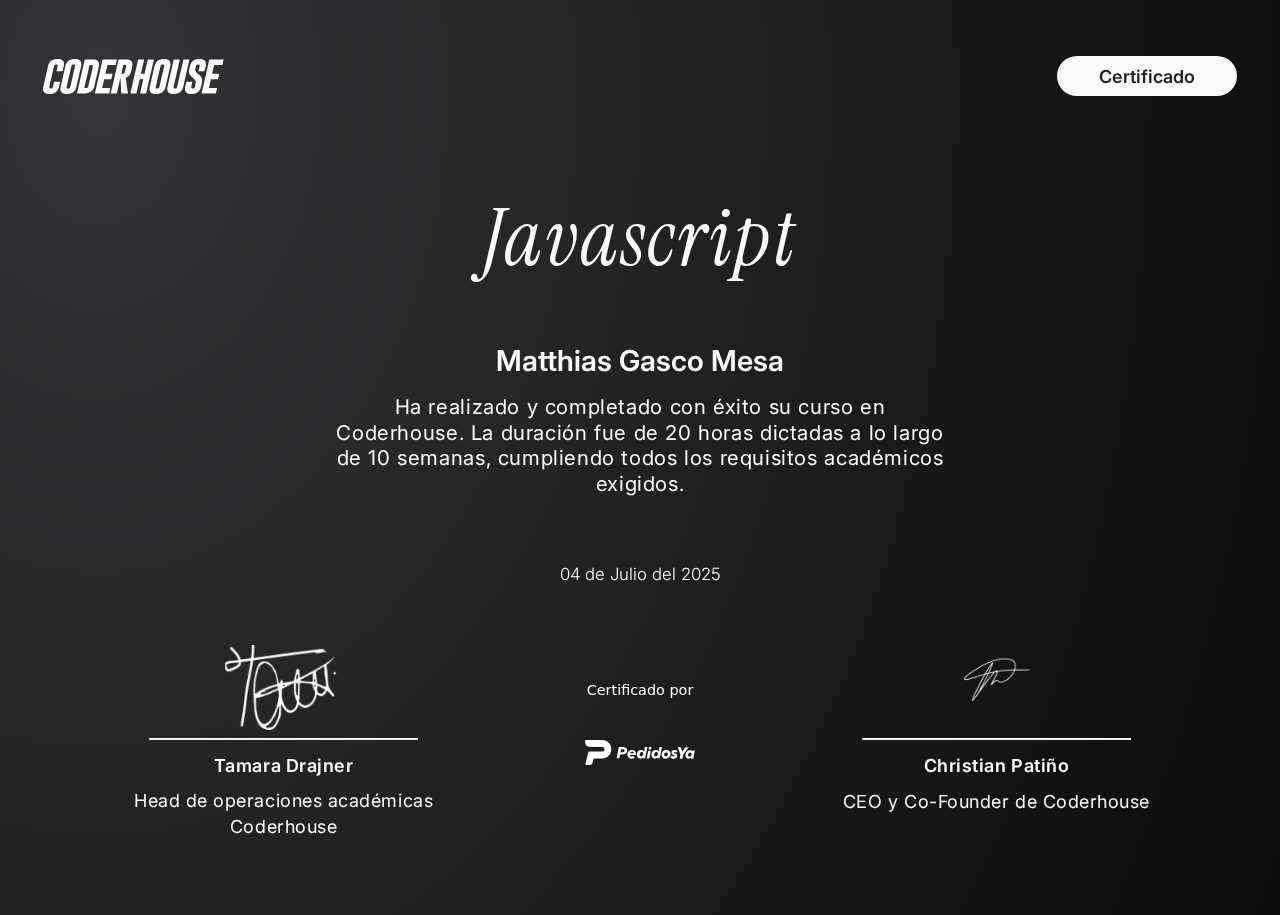 CODERHOUSE
Certificado
Javascript
Matthias Gasco Mesa
Ha realizado y completado con éxito su curso en
Coderhouse. La duración fue de 20 horas dictadas a lo largo
de 10 semanas, cumpliendo todos los requisitos académicos
exigidos.
04 de Julio del 2025
Certificado por
PedidosYa
Tamara Drajner
Head de operaciones académicas
Coderhouse
Christian Patiño
CEO y Co-Founder de Coderhouse